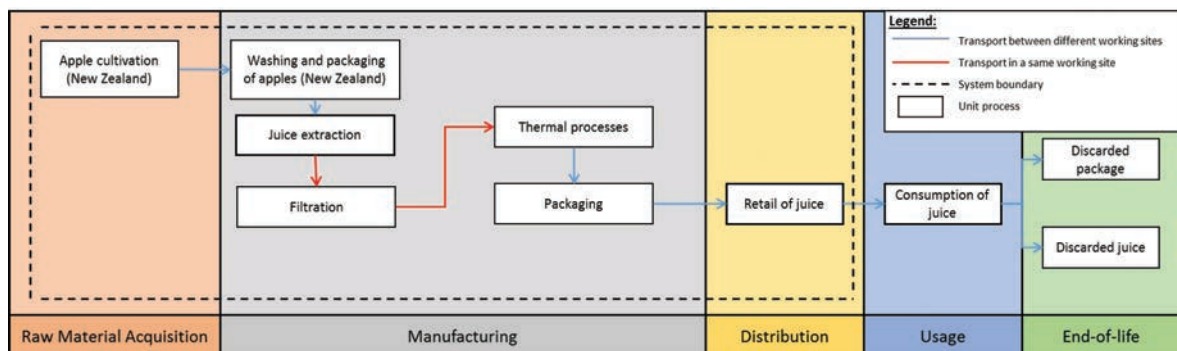 Apple cultivation
(New Zealand)
Washing and packaging
of apples (New Zealand)
Juice extraction
Filtration
Thermal processes
Packaging
Retail of juice
Consumption of
juice
Discarded
package
Discarded juice
Legend:
Transport between different working sites
Transport in a same working site
System boundary
Unit process
Raw Material Acquisition
Manufacturing
Distribution
Usage
End-of-life